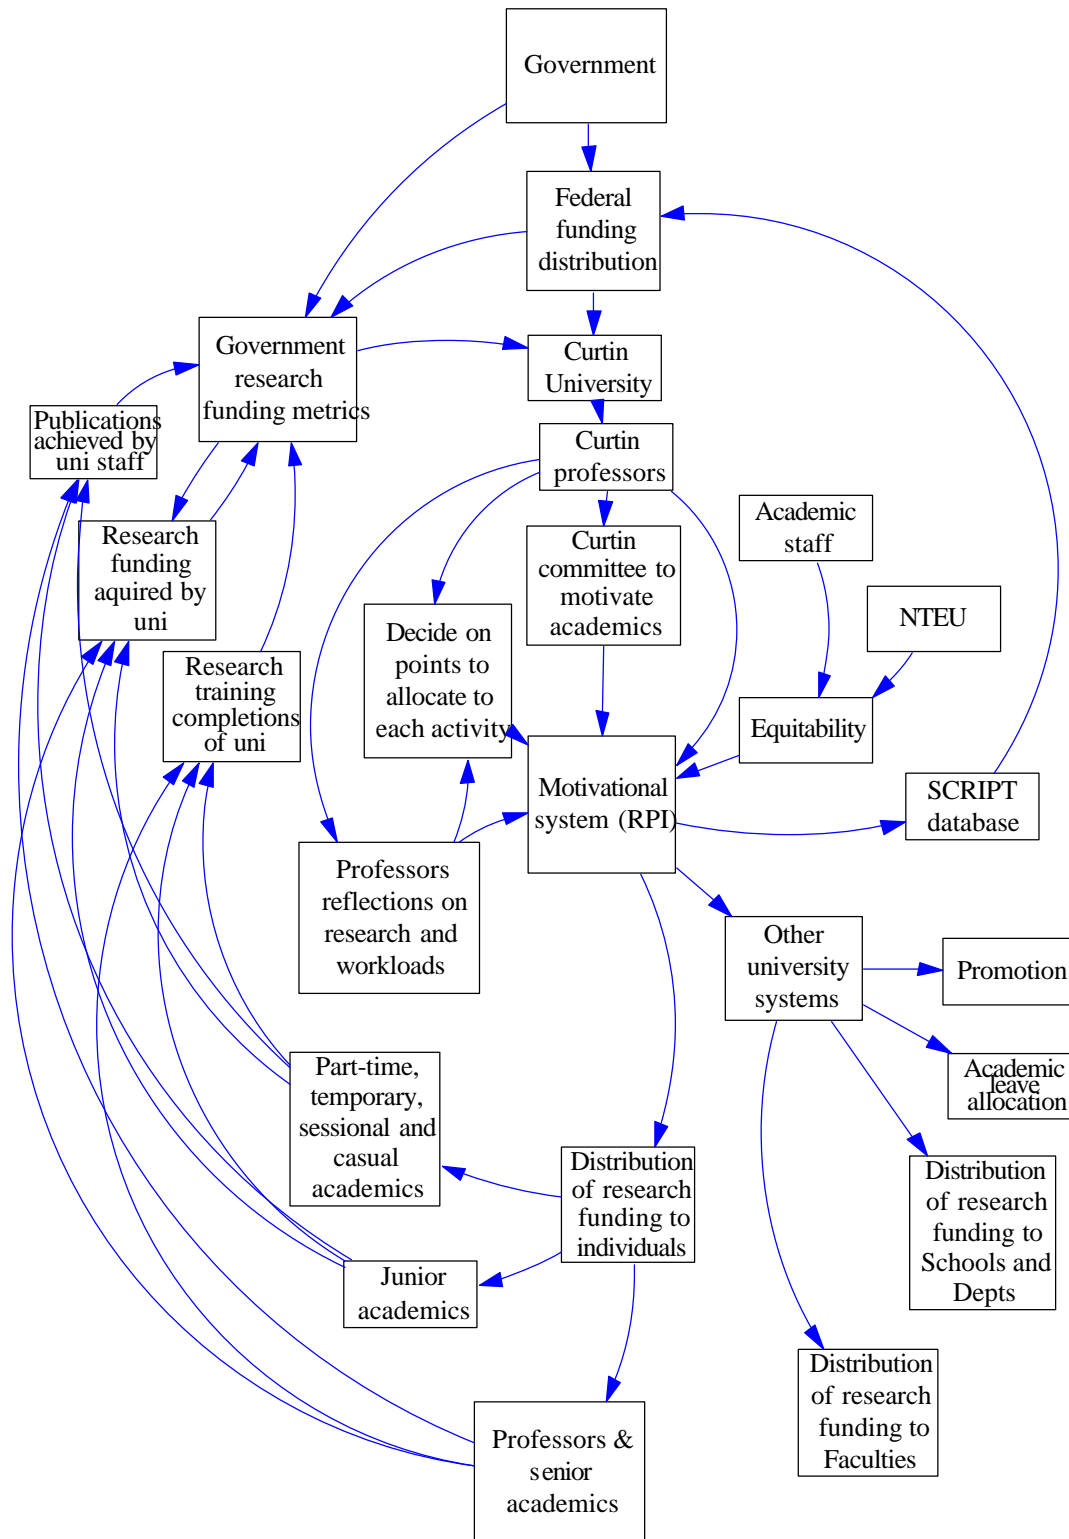 Government
Federal
funding
distribution
Government
research
funding metrics
Curtin
University
Publications
achieved by
uni staff
Curtin
professors
Research
funding
aquired by
uni
Academic
staff
Curtin
committee to
motivate
academics
NTEU
Decide on
points to
allocate to
each activity
Research
training
completions
of uni
Equitability
Motivational
system (RPI)
SCRIPT
database
Professors
reflections on
research and
workloads
Other
university
systems
Promotion
Part-time,
temporary,
sessional and
casual
academics
Academic
leave
allocation
Distribution
of research
funding to
individuals
Distribution
of research
funding to
Schools and
Depts
Junior
academics
Distribution
of research
funding to
Faculties
Professors &
senior
academics